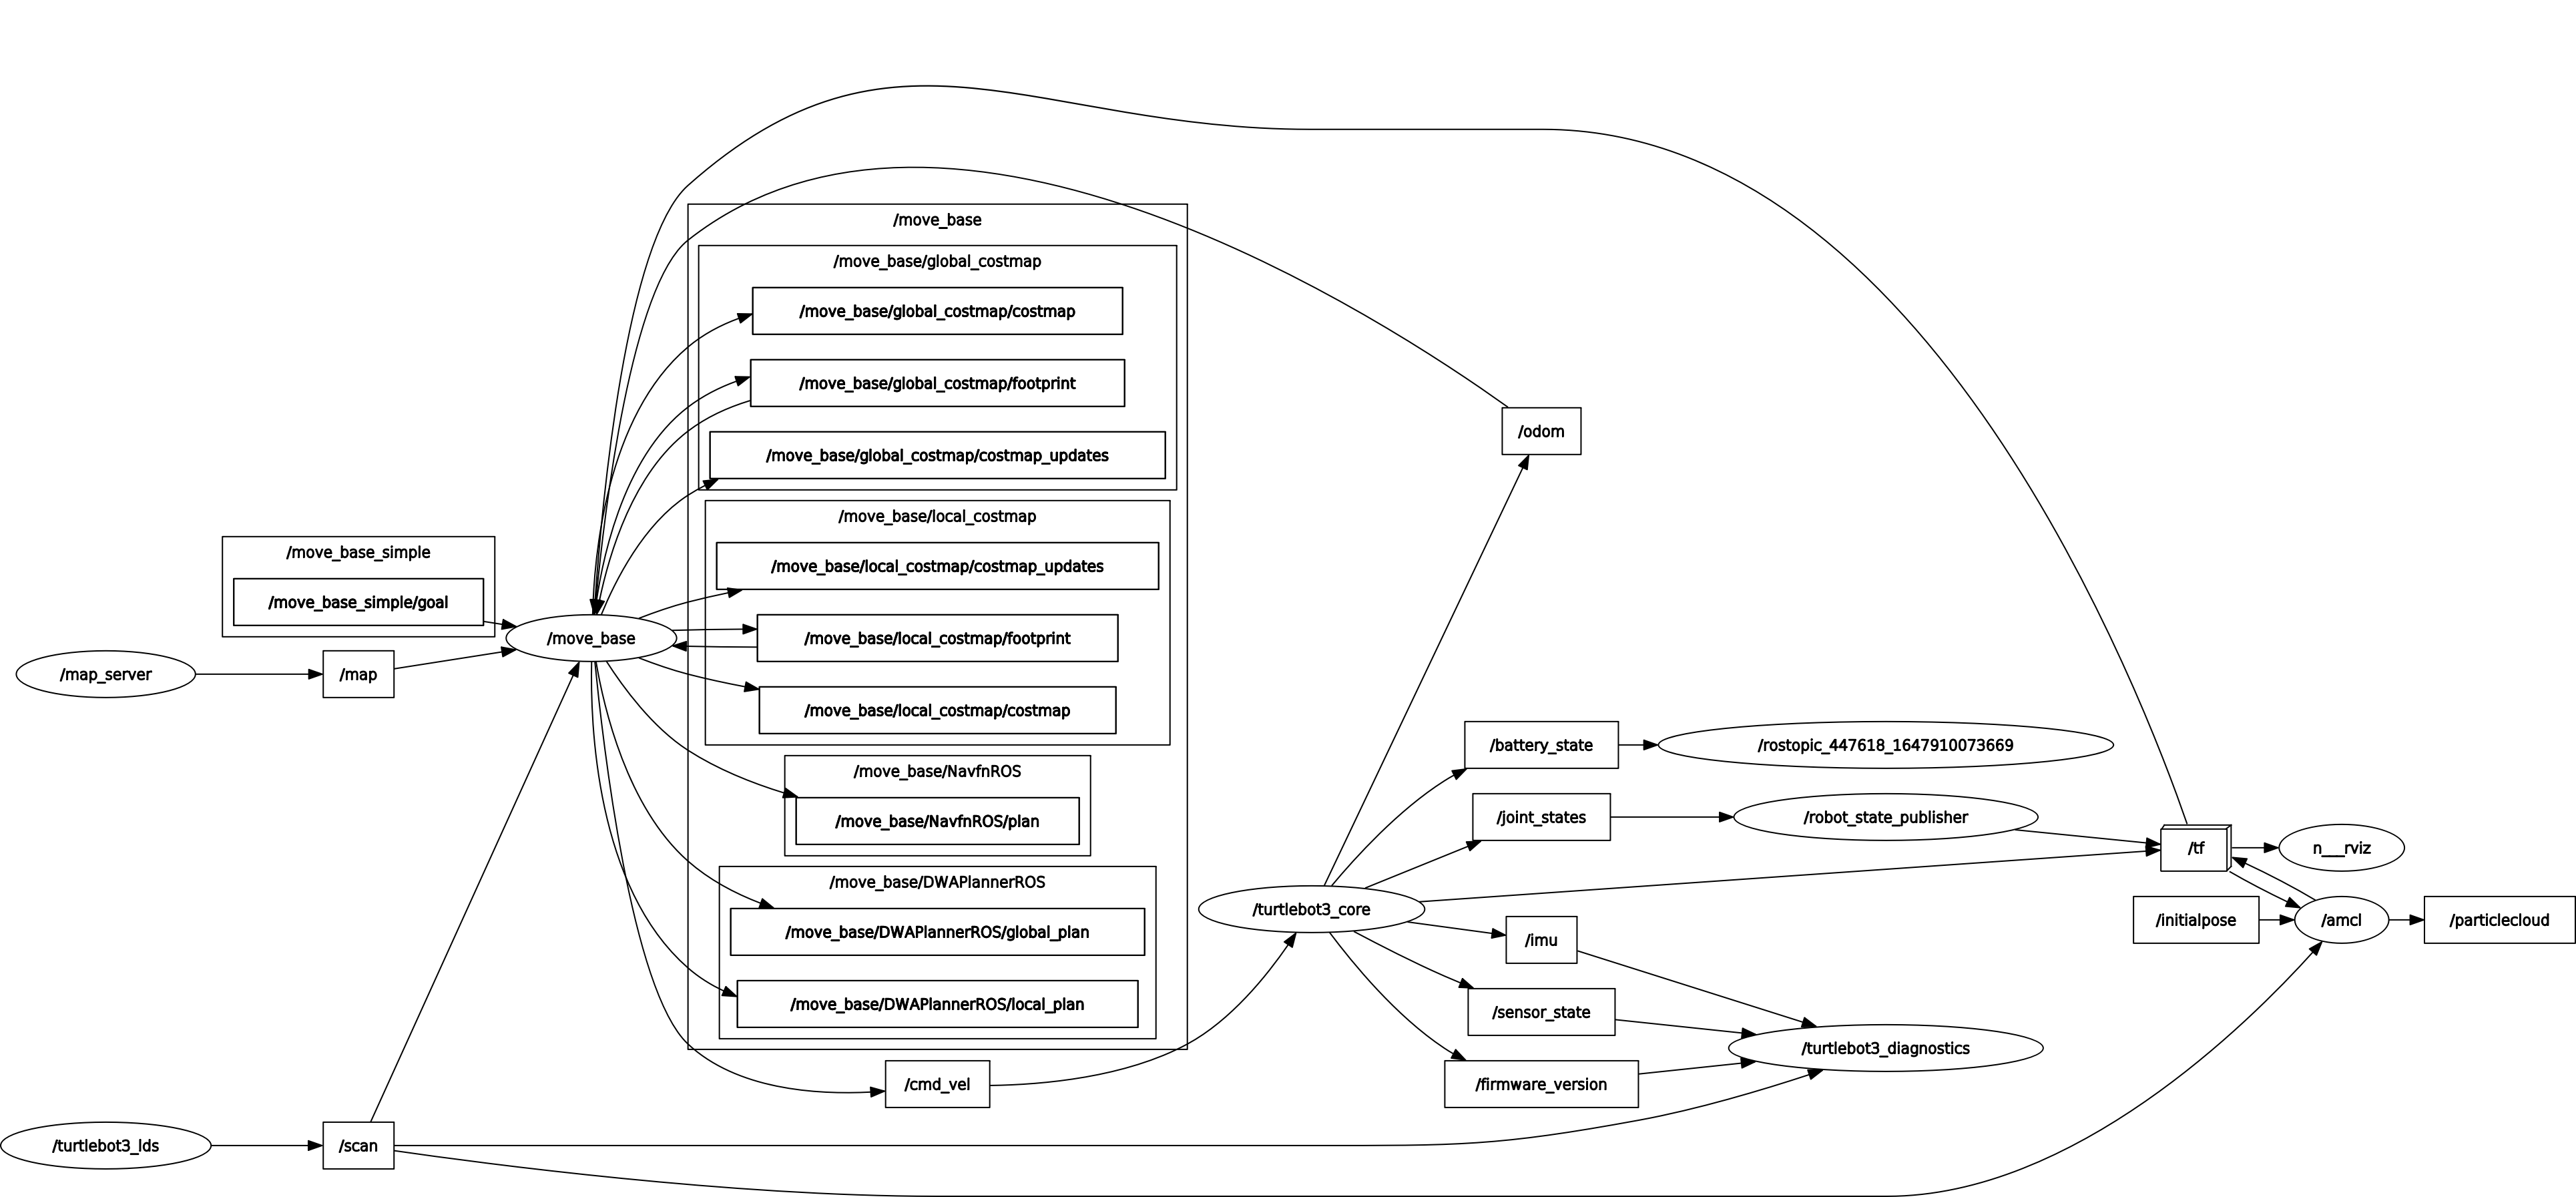 /move_base
/move_base/global_costmap
/move_base/global_costmap/costmap
/move_base/global_costmap/footprint
/move_base/global_costmap/costmap_updates
/odom
/move_base/local_costmap
/move_base_simple
/move_base/local_costmap/costmap_updates
/move_base_simple/goal
/move_base
/move_base/local_costmap/footprint
/map_server
/map
/move_base/local_costmap/costmap
/battery_state
/rostopic_447618_1647910073669
/move_base/NavfnROS
/move_base/NavfnROS/plan
/joint_states
/robot_state_publisher
/tf
n___rviz
/move_base/DWAPlannerROS
/turtlebot3_core
/initialpose
/amcl
/particlecloud
/move_base/DWAPlannerROS/global_plan
/imu
/move_base/DWAPlannerROS/local_plan
/sensor_state
/turtlebot3_diagnostics
/cmd_vel
/firmware_version
/turtlebot3_lds
/scan